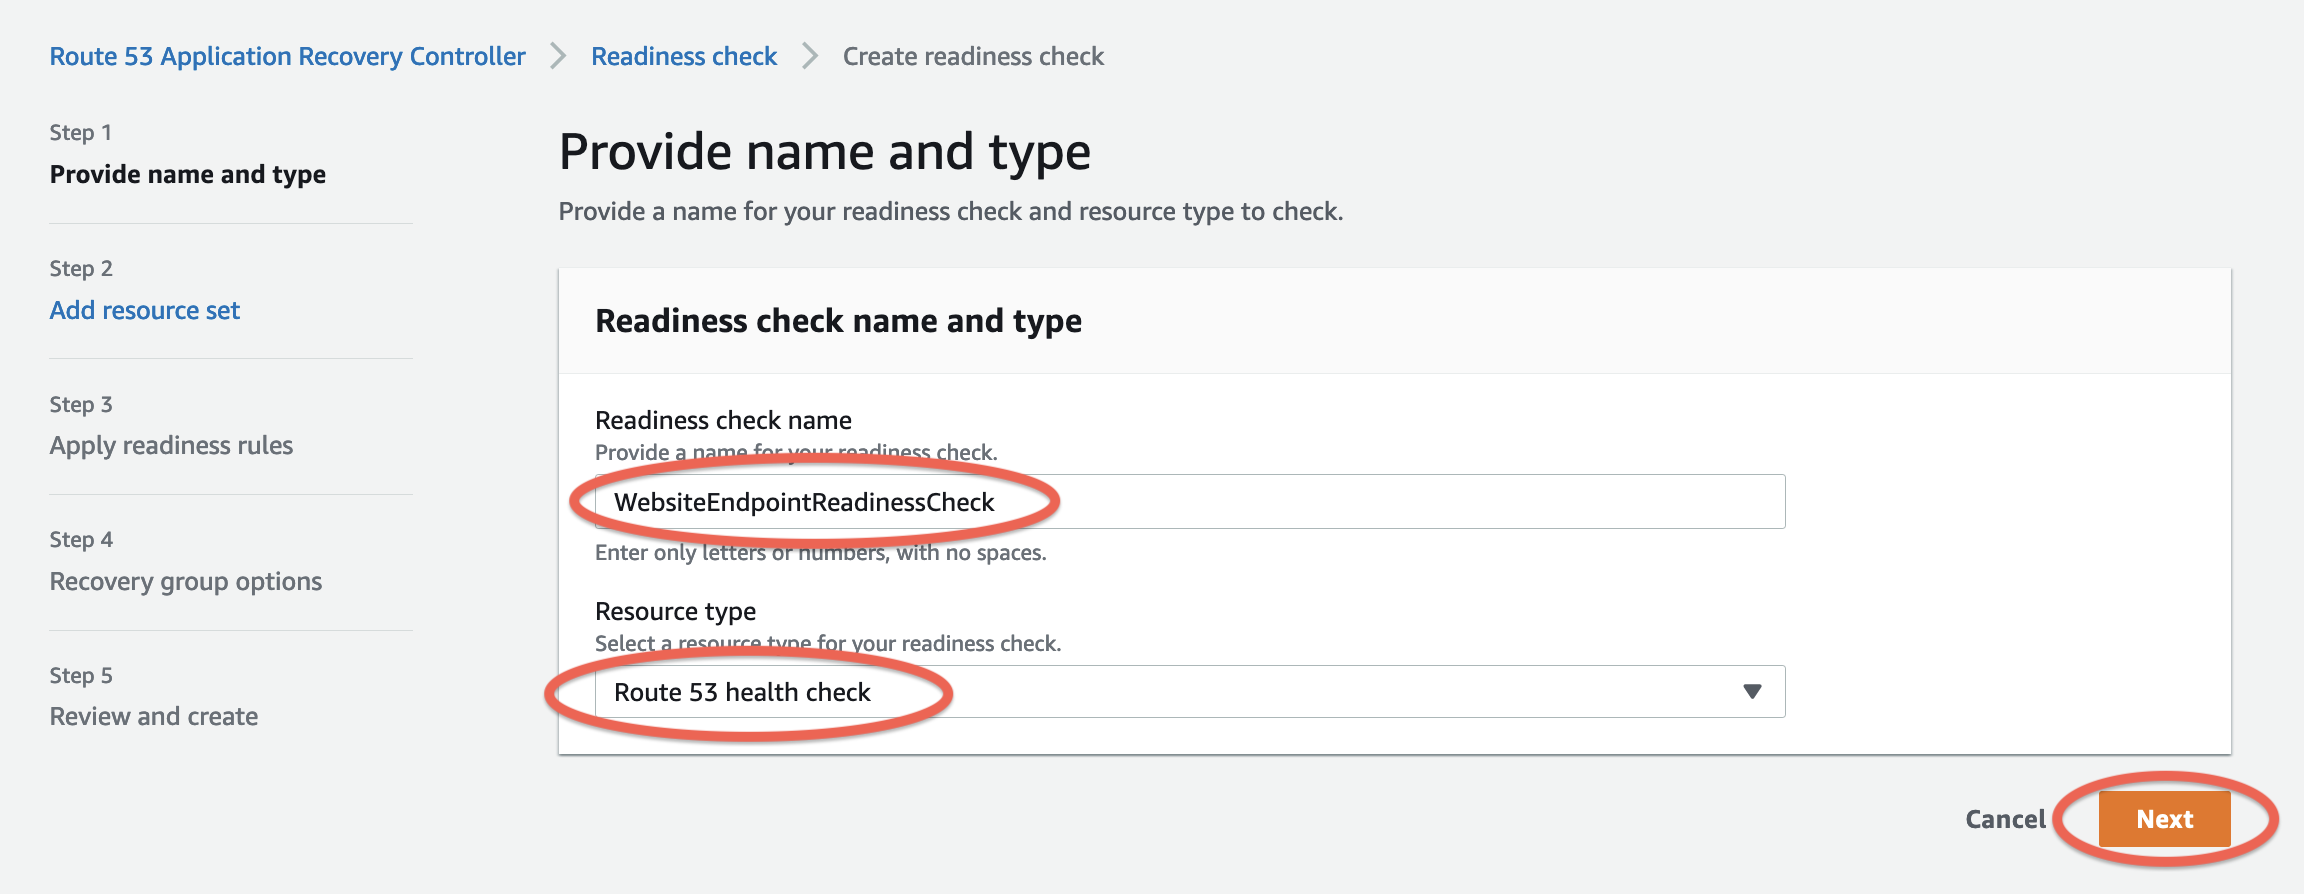 Route 53 Application Recovery Controller > Readiness check > Create readiness check
Step 1
Provide name and type
Step 2
Add resource set
Step 3
Apply readiness rules
Step 4
Recovery group options
Step 5
Review and create
Provide name and type
Provide a name for your readiness check and resource type to check.
Readiness check name and type
Readiness check name
Provide a name for your readiness check.
WebsiteEndpointReadinessCheck
Enter only letters or numbers, with no spaces.
Resource type
Select a resource type for your readiness check.
Route 53 health check
Cancel
Next